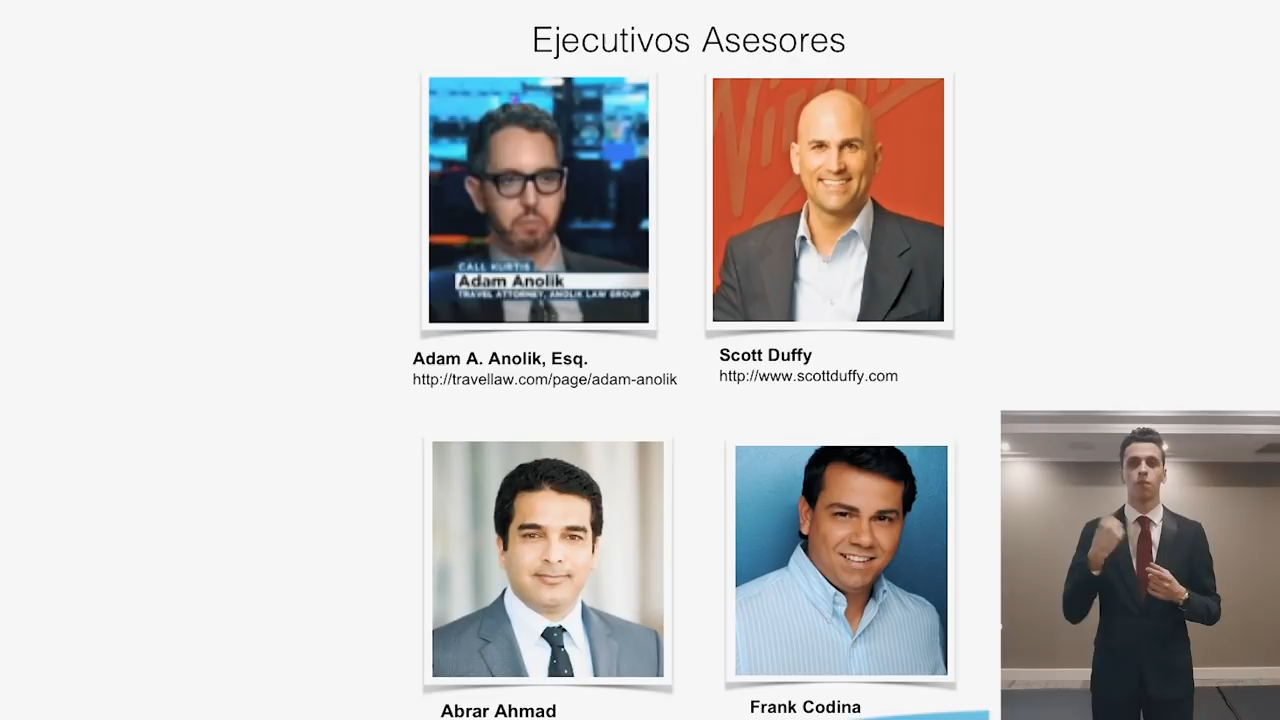 Ejecutivos Asesores
Virgin
CALL KURTIS
Adam Anolik
TRAVEL ATTORNEY, ANOLIK LAW GROUP
Adam A. Anolik, Esq.
http://travellaw.com/page/adam-anolik
Scott Duffy
http://www.scottduffy.com
Abrar Ahmad
Frank Codina